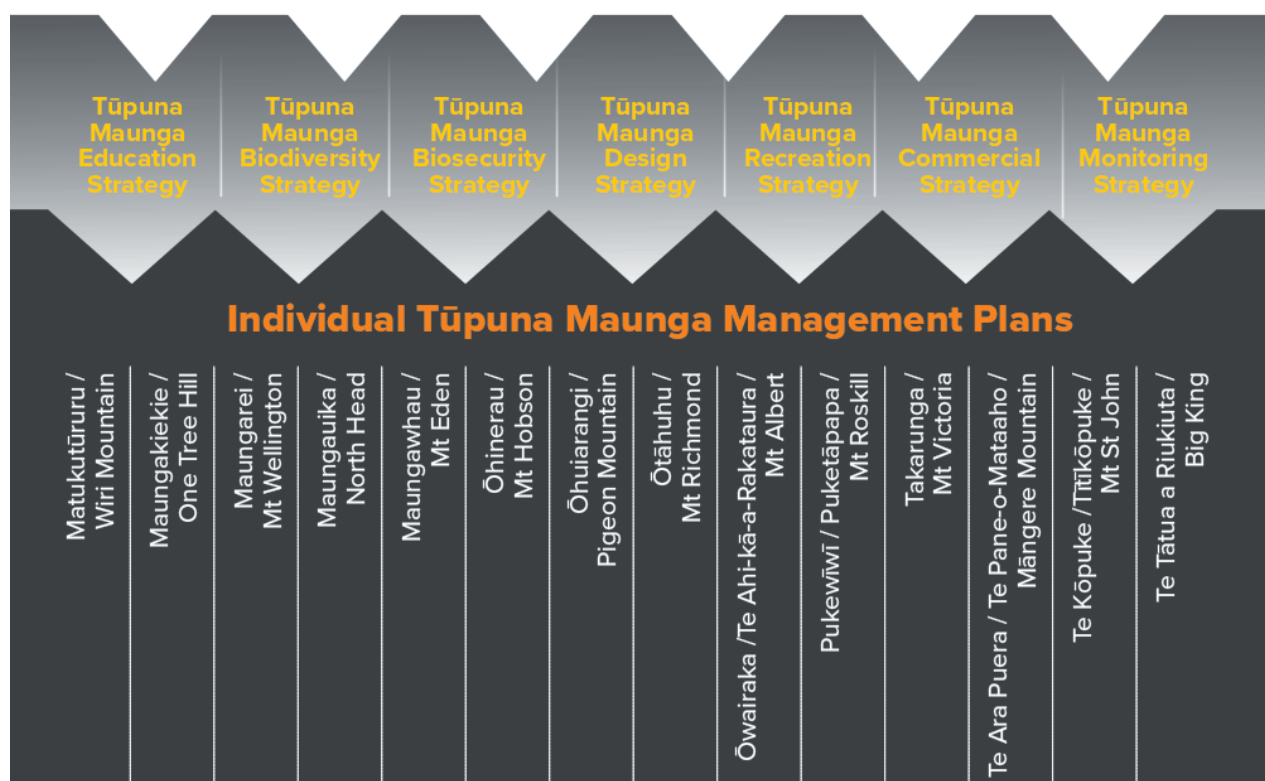 Tūpuna
Maunga
Education
Strategy
Tūpuna
Maunga
Biodiversity
Strategy
Tūpuna
Maunga
Biosecurity
Strategy
Tūpuna
Maunga
Design
Strategy
Tūpuna
Maunga
Recreation
Strategy
Tūpuna
Maunga
Commercial
Strategy
Tūpuna
Maunga
Monitoring
Strategy
Individual Tūpuna Maunga Management Plans
Matukutūruru /
Wiri Mountain
Maungakiekie /
One Tree Hill
Maungarei /
Mt Wellington
Maungauika /
North Head
Maungawhau /
Mt Eden
Ōhinerau /
Mt Hobson
Ōhuiarangi /
Pigeon Mountain
Ōtāhuhu /
Mt Richmond
Ōwairaka /Te Ahi-kā-a-Rakataura /
Mt Albert
Pukewīwī / Puketāpapa /
Mt Roskill
Takarunga /
Mt Victoria
Te Ara Puera / Te Pane-o-Mataaho /
Māngere Mountain
Te Kōpuke /Tītīkōpuke /
Mt St John
Te Tātua a Riukiuta /
Big King